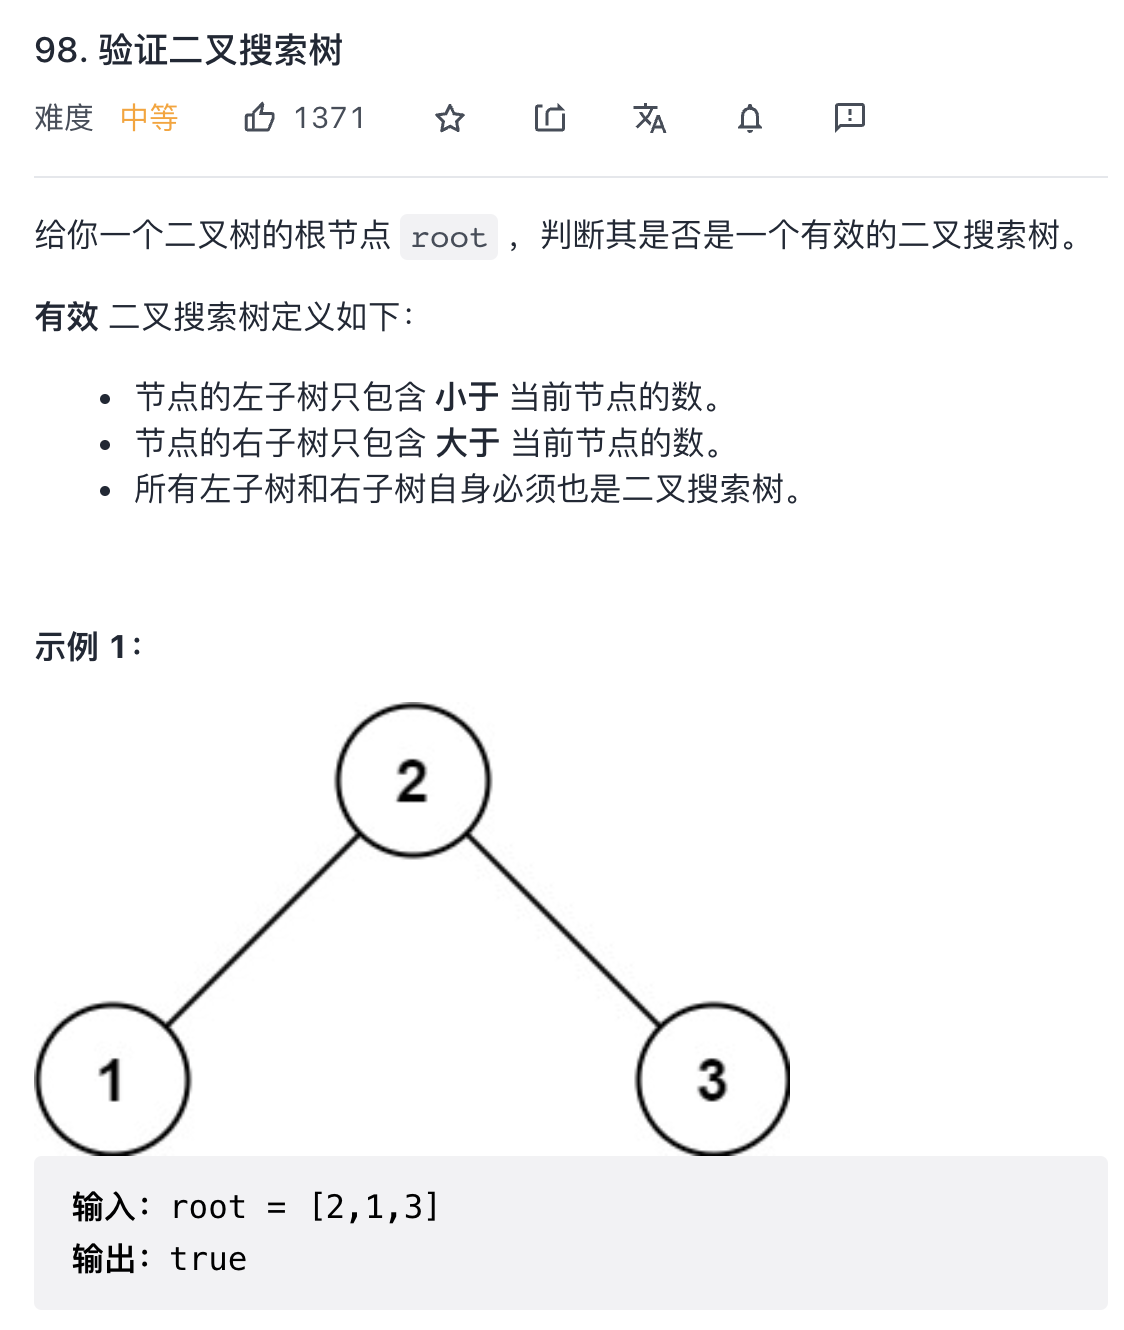 98. 验证二叉搜索树
难度 中等 1371
给你一个二叉树的根节点 root ，判断其是否是一个有效的二叉搜索树。
有效 二叉搜索树定义如下：
• 节点的左子树只包含 小于 当前节点的数。
• 节点的右子树只包含 大于 当前节点的数。
• 所有左子树和右子树自身必须也是二叉搜索树。
示例 1：
2
1 3
输入：root = [2,1,3]
输出：true